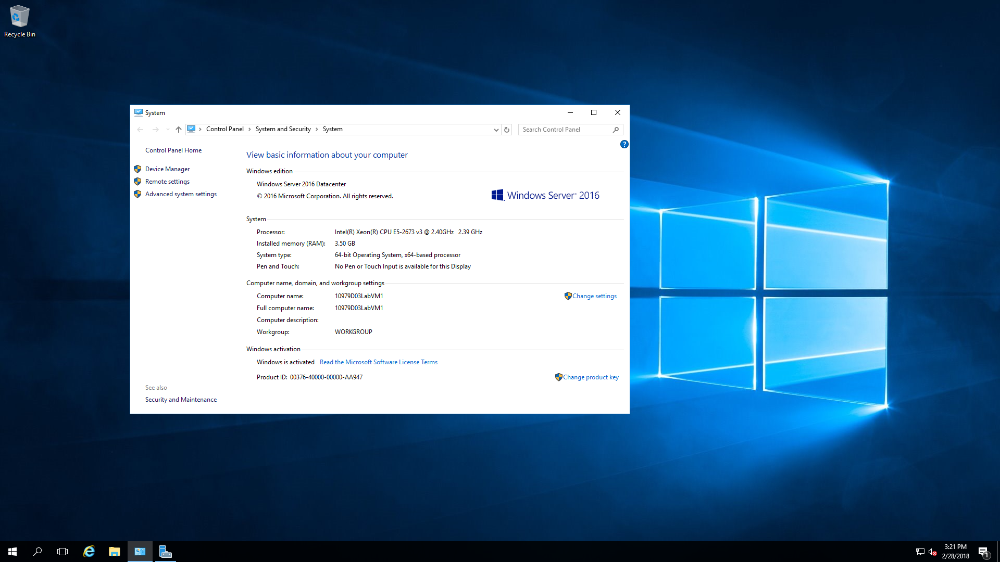 Recycle Bin
System
Control Panel > System and Security > System
Search Control Panel
?
Control Panel Home
Device Manager
Remote settings
Advanced system settings
View basic information about your computer
Windows edition
Windows Server 2016 Datacenter
© 2016 Microsoft Corporation. All rights reserved.
Windows Server® 2016
System
Processor: Intel(R) Xeon(R) CPU E5-2673 v3 @ 2.40GHz 2.39 GHz
Installed memory (RAM): 3.50 GB
System type: 64-bit Operating System, x64-based processor
Pen and Touch: No Pen or Touch Input is available for this Display
Computer name, domain, and workgroup settings
Computer name: 10979D03LabVM1
Change settings
Full computer name: 10979D03LabVM1
Computer description:
Workgroup: WORKGROUP
Windows activation
Windows is activated Read the Microsoft Software License Terms
Product ID: 00376-40000-00000-AA947
Change product key
See also
Security and Maintenance
3:21 PM
2/28/2018
1